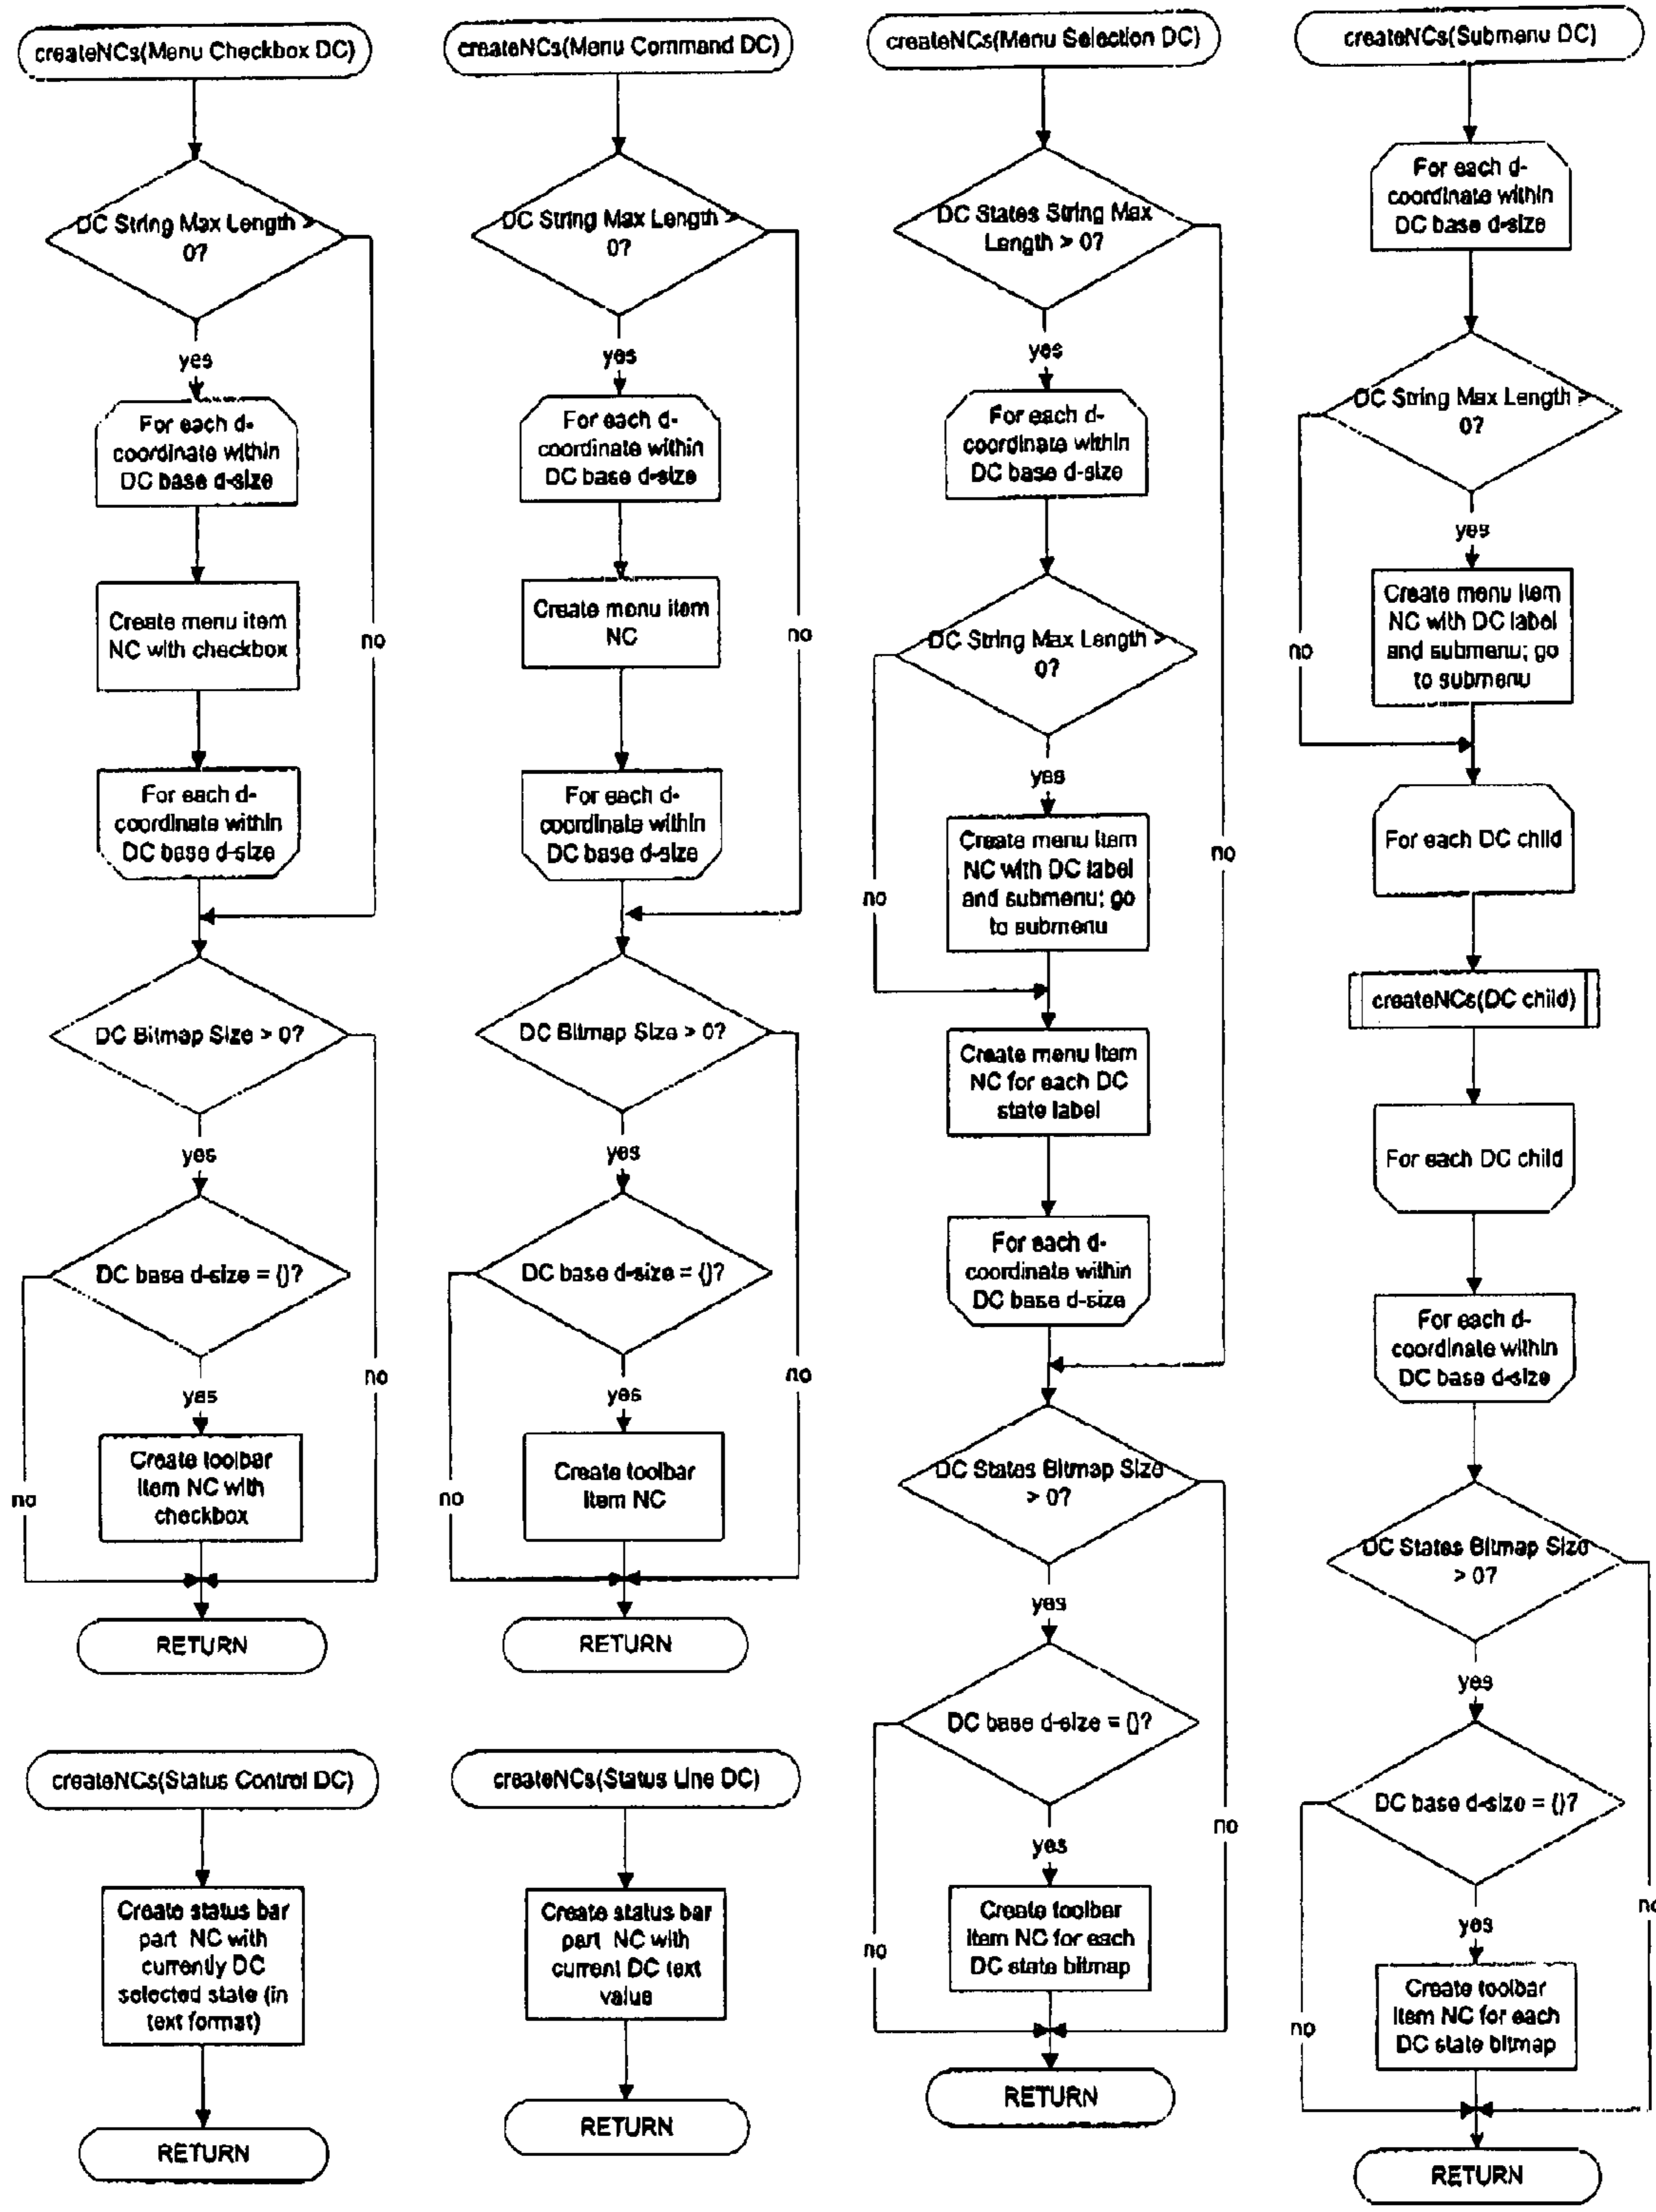 createNCs(Menu Checkbox DC)
DC String Max Length >
0?
yes
For each d-
coordinate within
DC base d-size
Create menu item
NC with checkbox
no
For each d-
coordinate within
DC base d-size
DC Bitmap Size > 0?
yes
DC base d-size = {}?
no
yes
Create toolbar
item NC with
checkbox
no
RETURN
createNCs(Menu Command DC)
DC String Max Length >
0?
yes
For each d-
coordinate within
DC base d-size
Create menu item
NC
no
For each d-
coordinate within
DC base d-size
DC Bitmap Size > 0?
yes
DC base d-size = {}?
no
yes
Create toolbar
item NC
no
RETURN
createNCs(Menu Selection DC)
DC States String Max
Length > 0?
yes
For each d-
coordinate within
DC base d-size
DC String Max Length >
0?
yes
Create menu item
NC with DC label
and submenu; go
to submenu
no
no
Create menu item
NC for each DC
state label
For each d-
coordinate within
DC base d-size
DC States Bitmap Size
> 0?
yes
DC base d-size = {}?
no
yes
Create toolbar
item NC for each
DC state bitmap
no
RETURN
createNCs(Submenu DC)
For each d-
coordinate within
DC base d-size
DC String Max Length >
0?
yes
Create menu item
NC with DC label
and submenu; go
to submenu
no
For each DC child
createNCs(DC child)
For each DC child
For each d-
coordinate within
DC base d-size
DC States Bitmap Size
> 0?
yes
DC base d-size = {}?
no
yes
Create toolbar
item NC for each
DC state bitmap
no
RETURN
createNCs(Status Control DC)
Create status bar
part NC with
currently DC
selected state (in
text format)
RETURN
createNCs(Status Line DC)
Create status bar
part NC with
current DC text
value
RETURN